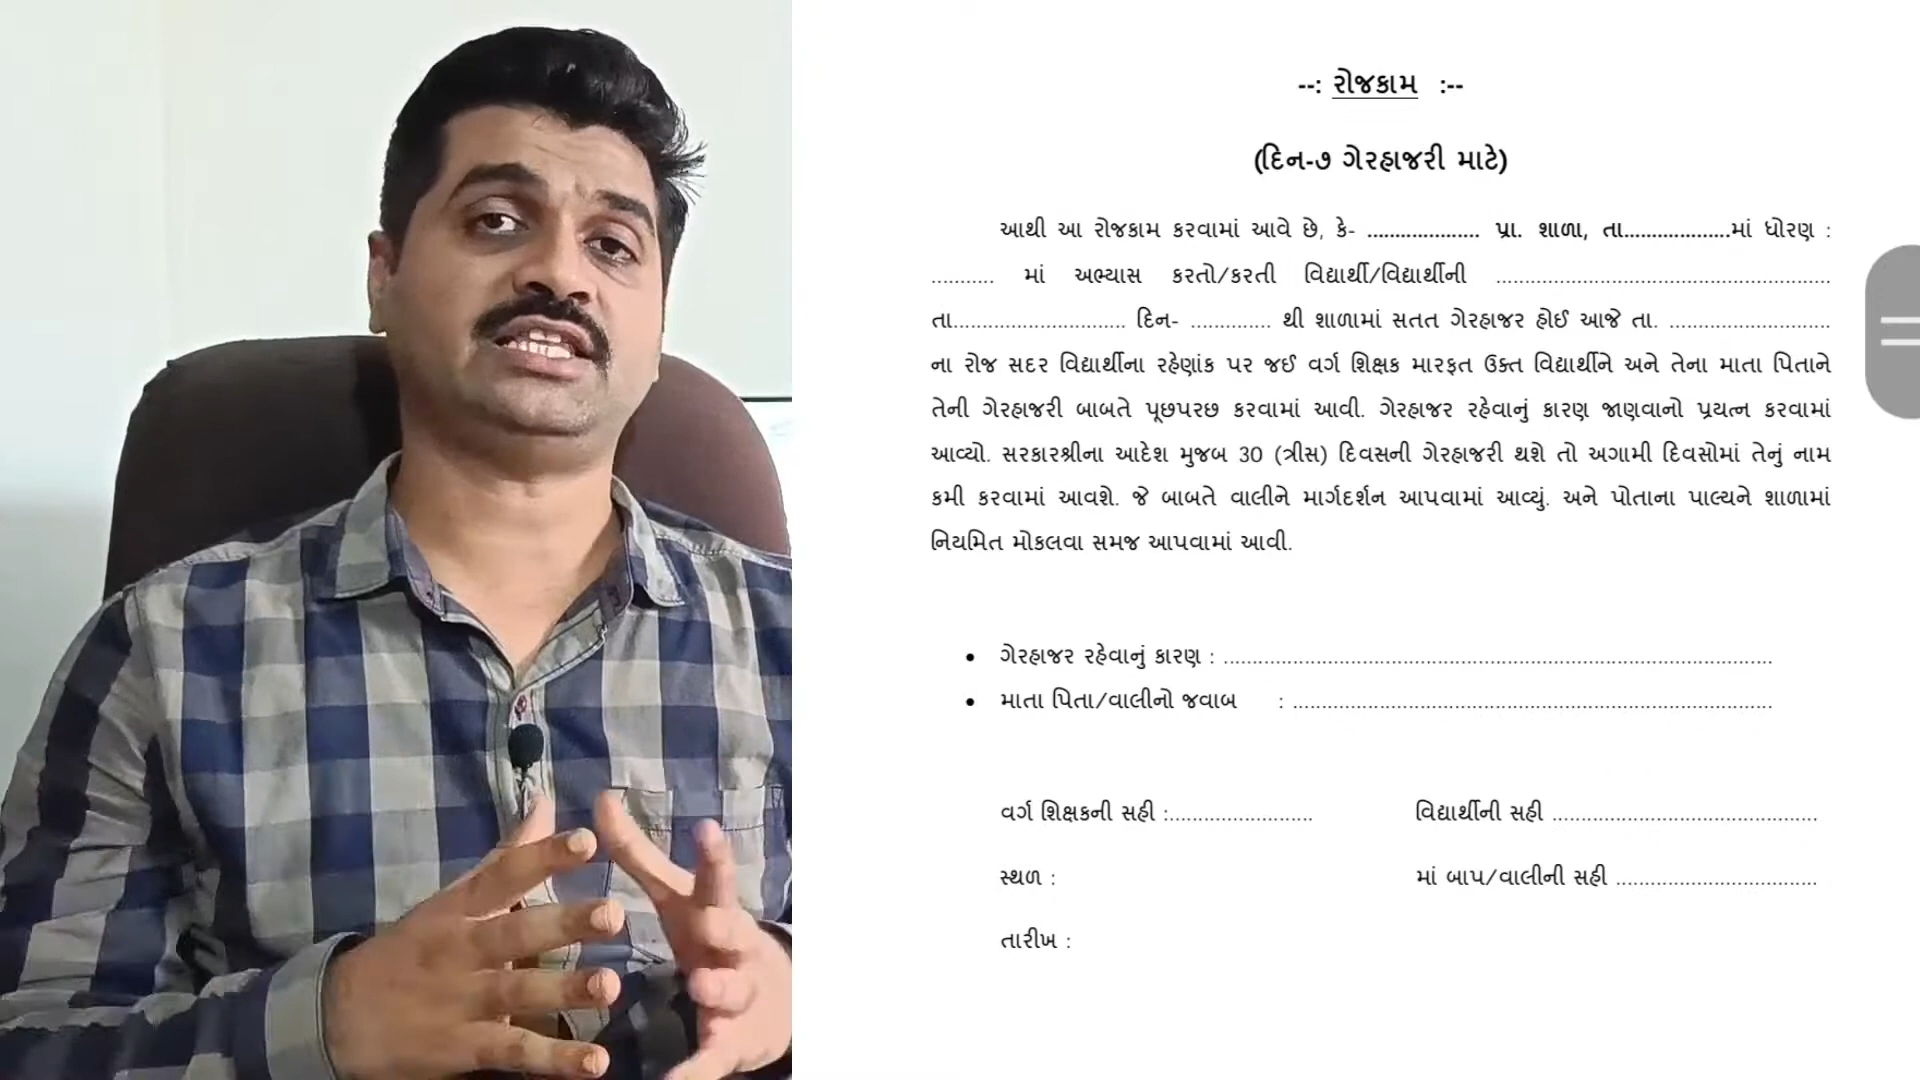 --: રોજકામ :--
(દિન-૭ ગેરહાજરી માટે)
આથી આ રોજકામ કરવામાં આવે છે, કે- .................... પ્રા. શાળા, તા...................માં ધોરણ :
........... માં અભ્યાસ કરતો/કરતી વિદ્યાર્થી/વિદ્યાર્થીની ..........................................................
તા.............................. દિન- .............. થી શાળામાં સતત ગેરહાજર હોઈ આજે તા. ............................
ના રોજ સદર વિદ્યાર્થીના રહેણાંક પર જઈ વર્ગ શિક્ષક મારફત ઉક્ત વિદ્યાર્થીને અને તેના માતા પિતાને
તેની ગેરહાજરી બાબતે પૂછપરછ કરવામાં આવી. ગેરહાજર રહેવાનું કારણ જાણવાનો પ્રયત્ન કરવામાં
આવ્યો. સરકારશ્રીના આદેશ મુજબ 30 (ત્રીસ) દિવસની ગેરહાજરી થશે તો અગામી દિવસોમાં તેનું નામ
કમી કરવામાં આવશે. જે બાબતે વાલીને માર્ગદર્શન આપવામાં આવ્યું. અને પોતાના પાલ્યને શાળામાં
નિયમિત મોકલવા સમજ આપવામાં આવી.
• ગેરહાજર રહેવાનું કારણ : ...............................................................................................
• માતા પિતા/વાલીનો જવાબ : ...................................................................................
વર્ગ શિક્ષકની સહી :......................... વિદ્યાર્થીની સહી ..............................................
સ્થળ : માં બાપ/વાલીની સહી ...................................
તારીખ :